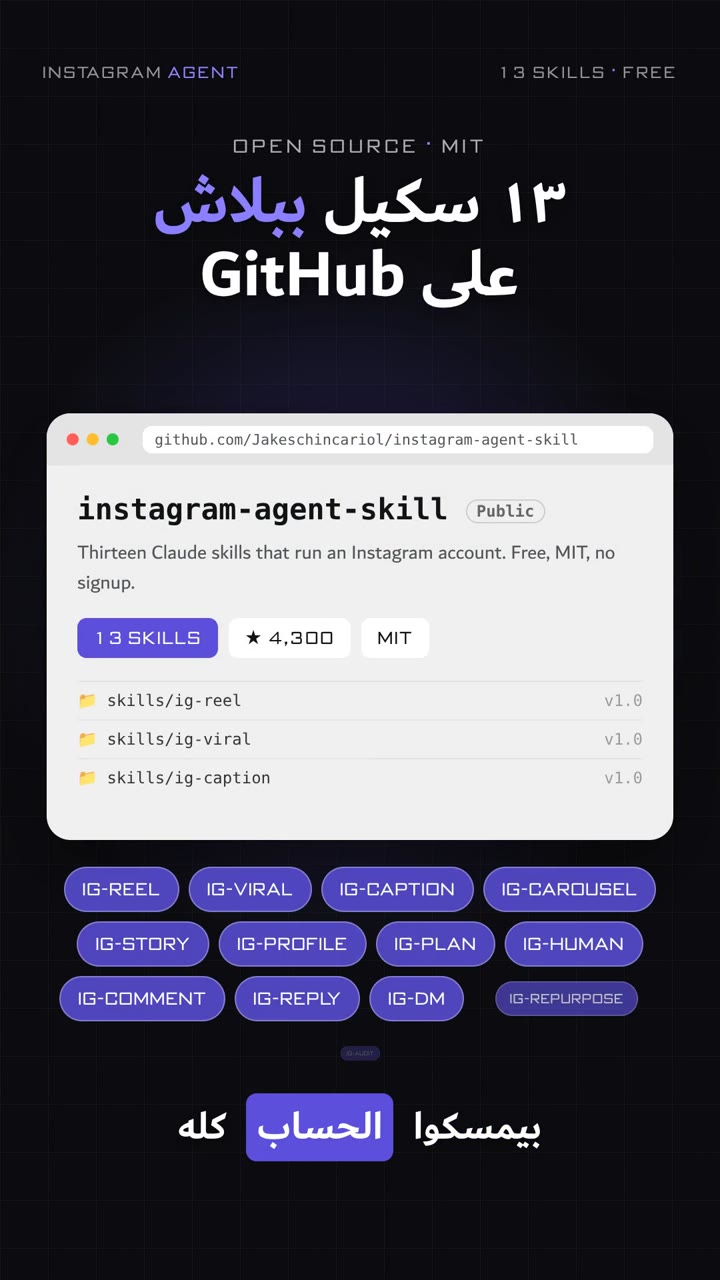 INSTAGRAM AGENT
13 SKILLS · FREE
OPEN SOURCE · MIT
١٣ سكيل ببلاش
على GitHub
github.com/Jakeschincariol/instagram-agent-skill
instagram-agent-skill Public
Thirteen Claude skills that run an Instagram account. Free, MIT, no
signup.
13 SKILLS ★ 4,300 MIT
📁 skills/ig-reel v1.0
📁 skills/ig-viral v1.0
📁 skills/ig-caption v1.0
IG-REEL IG-VIRAL IG-CAPTION IG-CAROUSEL
IG-STORY IG-PROFILE IG-PLAN IG-HUMAN
IG-COMMENT IG-REPLY IG-DM IG-REPURPOSE
IG-AUDIT
بيمسكوا الحساب كله